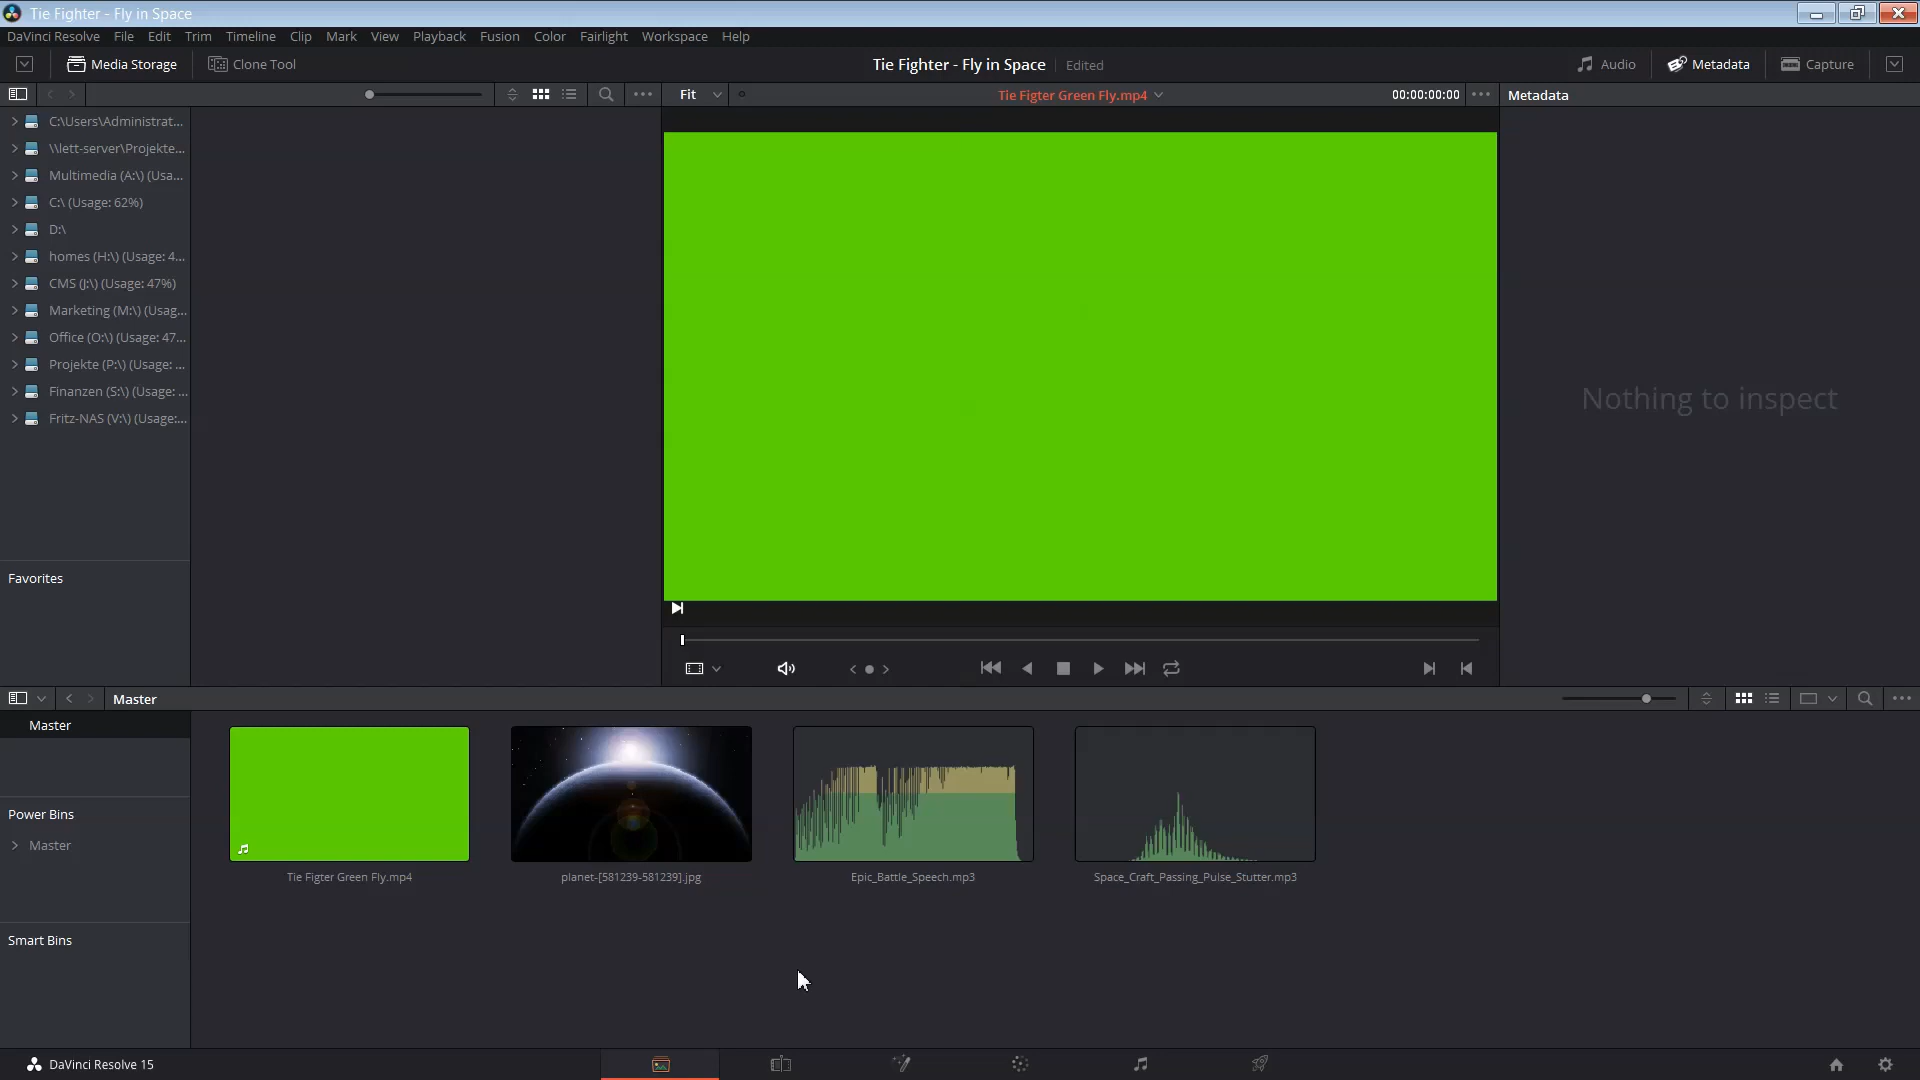 Tie Fighter - Fly in Space
DaVinci Resolve File Edit Trim Timeline Clip Mark View Playback Fusion Color Fairlight Workspace Help
Media Storage Clone Tool Tie Fighter - Fly in Space Edited Audio Metadata Capture
Fit Tie Figter Green Fly.mp4 00:00:00:00 Metadata
C:\Users\Administrat...
\\lett-server\Projekte...
Multimedia (A:\) (Usa...
C:\ (Usage: 62%)
D:\
homes (H:\) (Usage: 4...
CMS (J:\) (Usage: 47%)
Marketing (M:\) (Usag...
Office (O:\) (Usage: 47...
Projekte (P:\) (Usage: ...
Finanzen (S:\) (Usage: ...
Fritz-NAS (V:\) (Usage:...
Nothing to inspect
Favorites
Master
Master
Power Bins
Master
Smart Bins
Tie Figter Green Fly.mp4 planet-[581239-581239].jpg Epic_Battle_Speech.mp3 Space_Craft_Passing_Pulse_Stutter.mp3
DaVinci Resolve 15